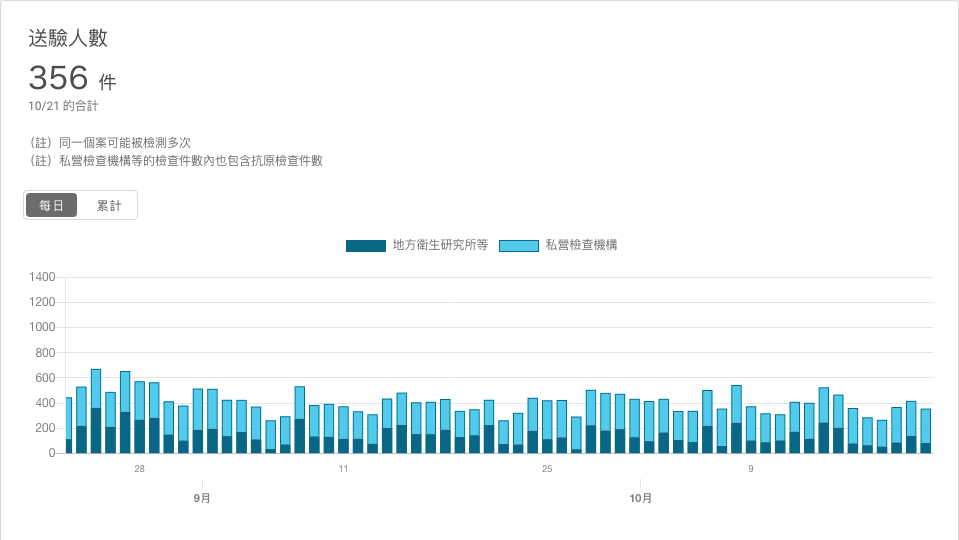 送驗人數
356 件
10/21 的合計
（註）同一個案可能被檢測多次
（註）私營檢查機構等的檢查件數內也包含抗原檢查件數
每日 累計
地方衛生研究所等 私營檢查機構
1400
1200
1000
800
600
400
200
0
28 11 25 9
9月 10月